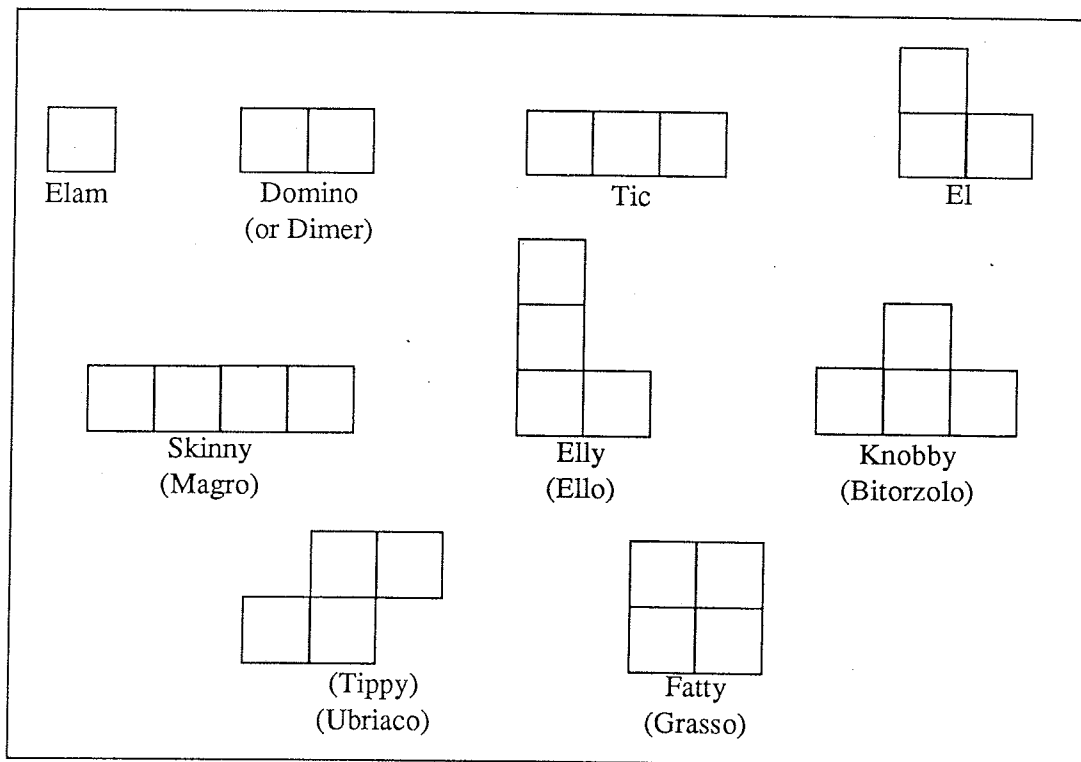 Elam
Domino
(or Dimer)
Tic
El
Skinny
(Magro)
Elly
(Ello)
Knobby
(Bitorzolo)
(Tippy)
(Ubriaco)
Fatty
(Grasso)